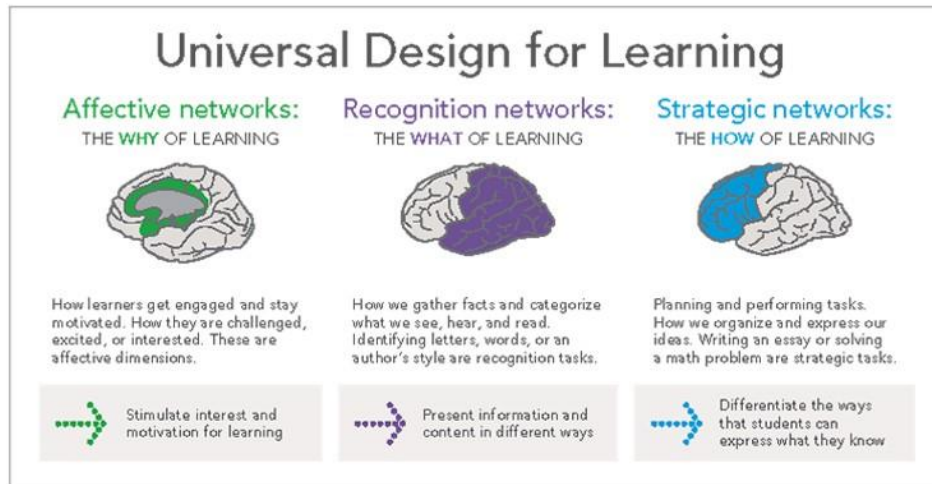 Universal Design for Learning
Affective networks:
THE WHY OF LEARNING
How learners get engaged and stay
motivated. How they are challenged,
excited, or interested. These are
affective dimensions.
Stimulate interest and
motivation for learning
Recognition networks:
THE WHAT OF LEARNING
How we gather facts and categorize
what we see, hear, and read.
Identifying letters, words, or an
author's style are recognition tasks.
Present information and
content in different ways
Strategic networks:
THE HOW OF LEARNING
Planning and performing tasks.
How we organize and express our
ideas. Writing an essay or solving
a math problem are strategic tasks.
Differentiate the ways
that students can
express what they know